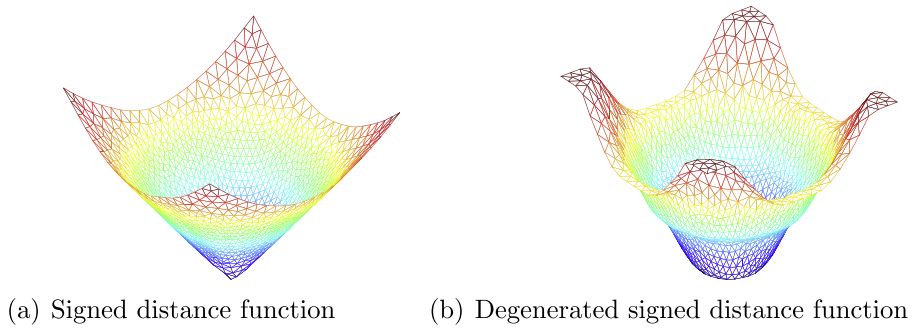 (a) Signed distance function
(b) Degenerated signed distance function